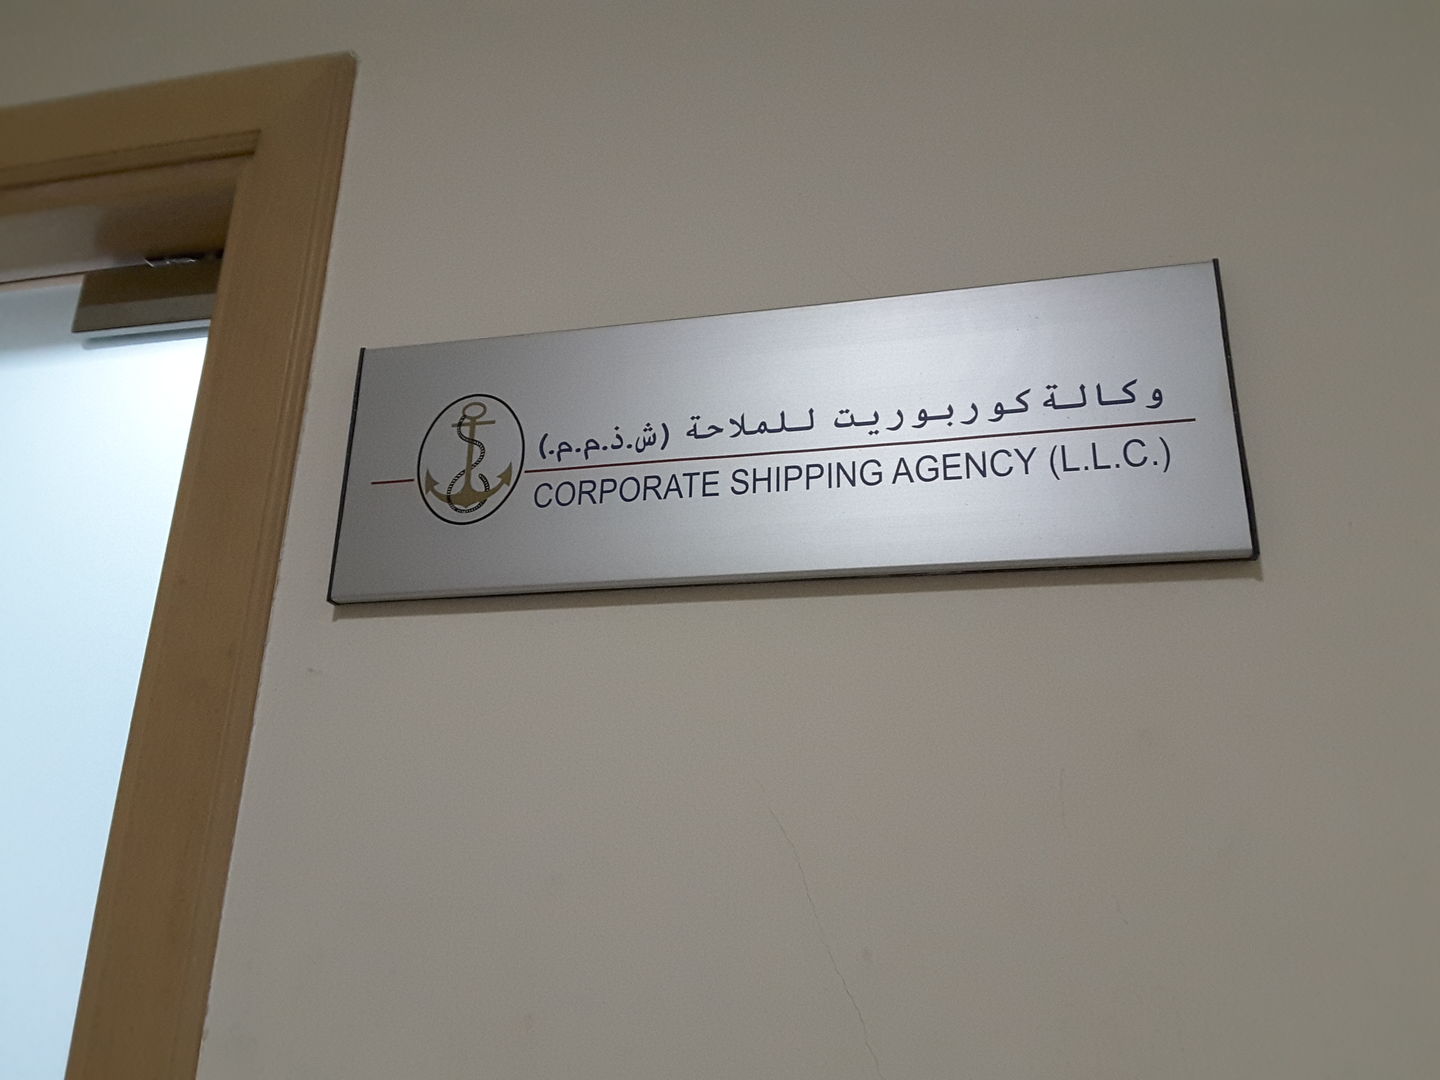 وكالة كوربوريت للملاحة (ش.ذ.م.م.)
CORPORATE SHIPPING AGENCY (L.L.C.)